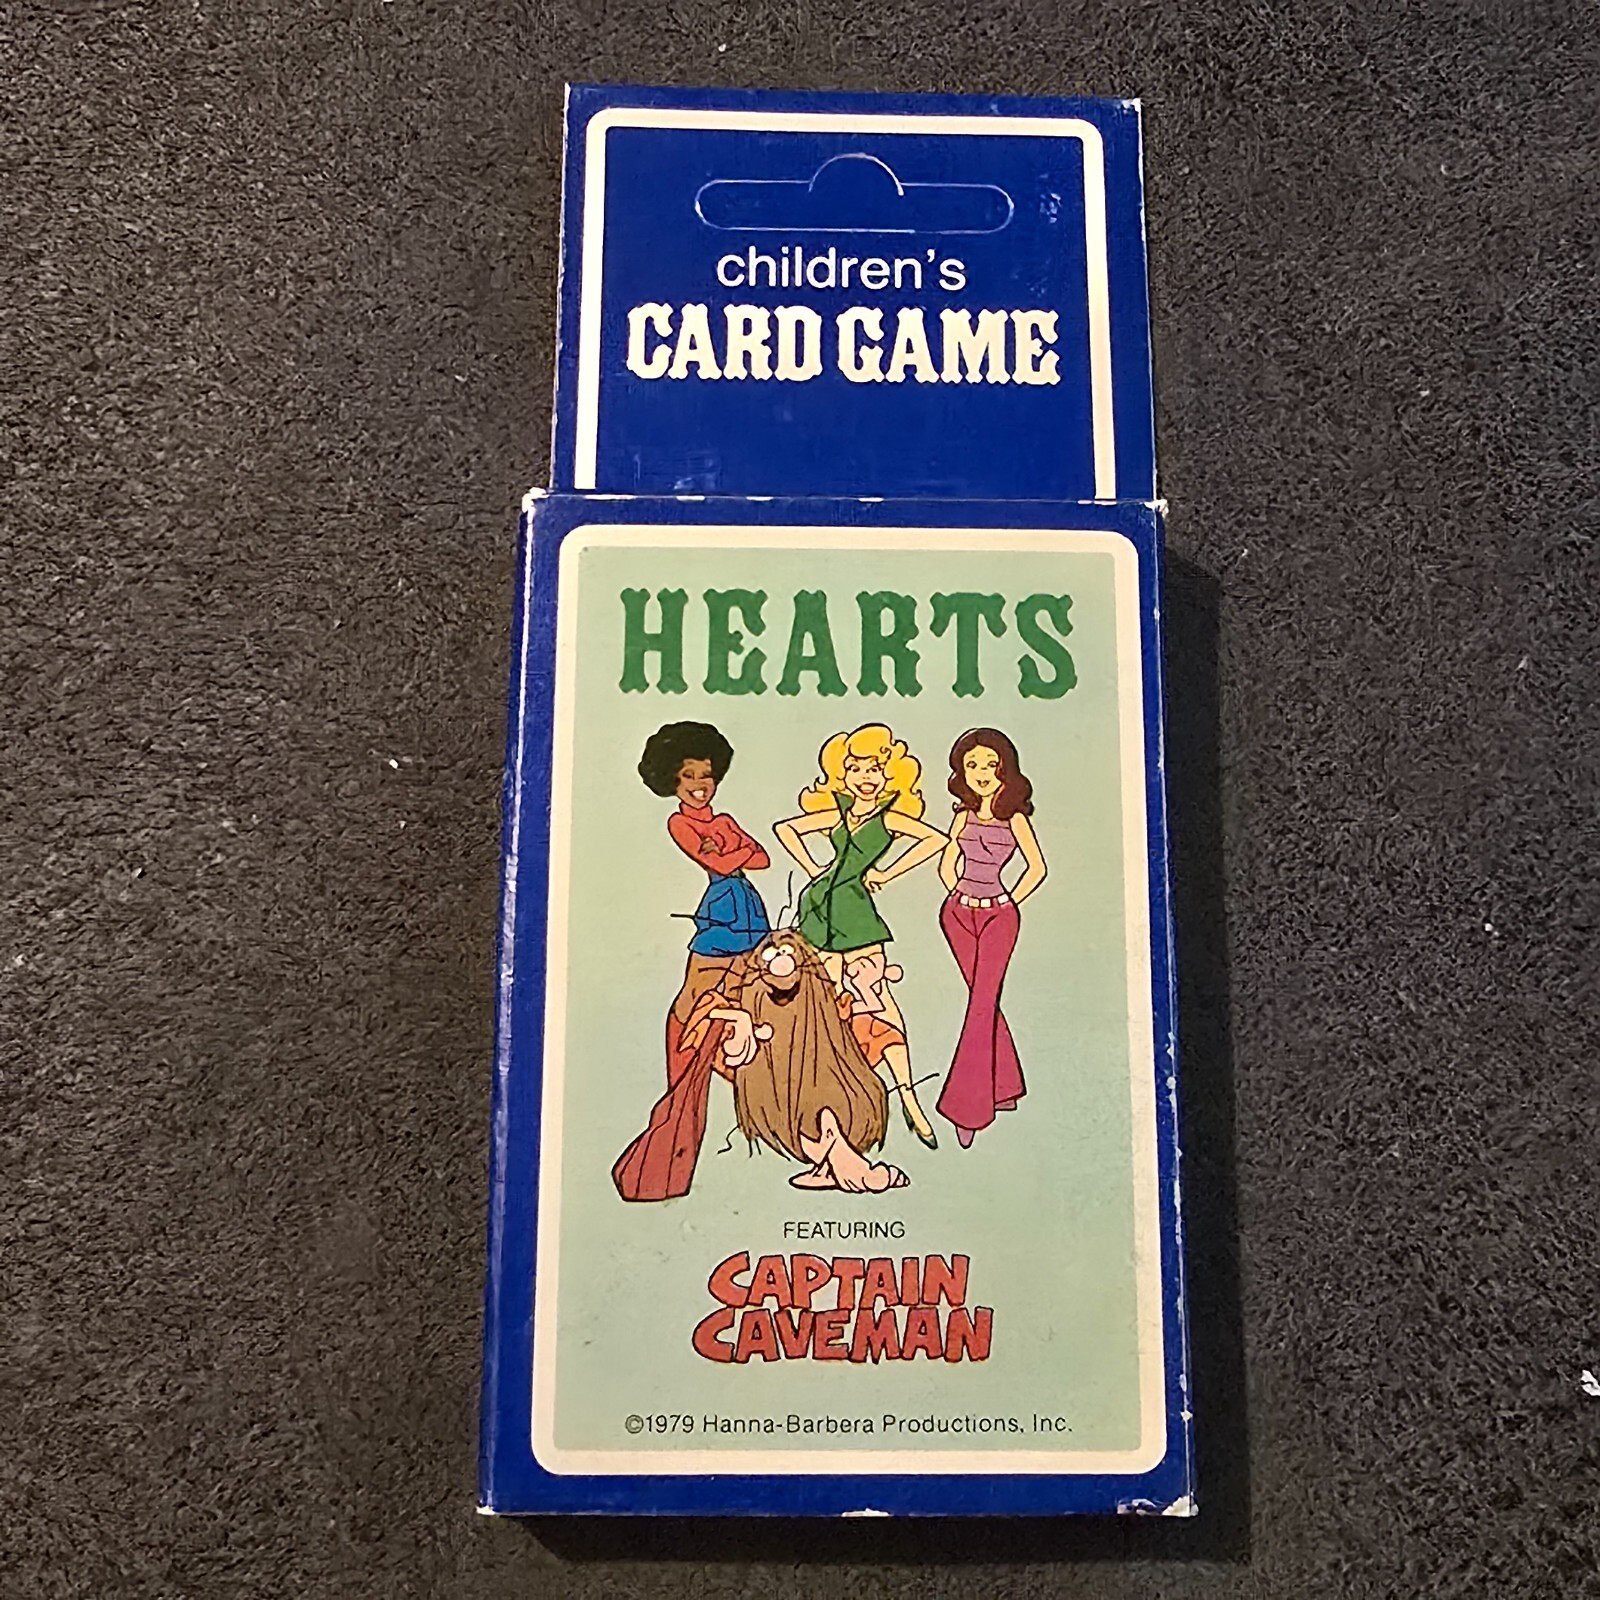 children's
CARD GAME
HEARTS
FEATURING
CAPTAIN
CAVEMAN
©1979 Hanna-Barbera Productions, Inc.